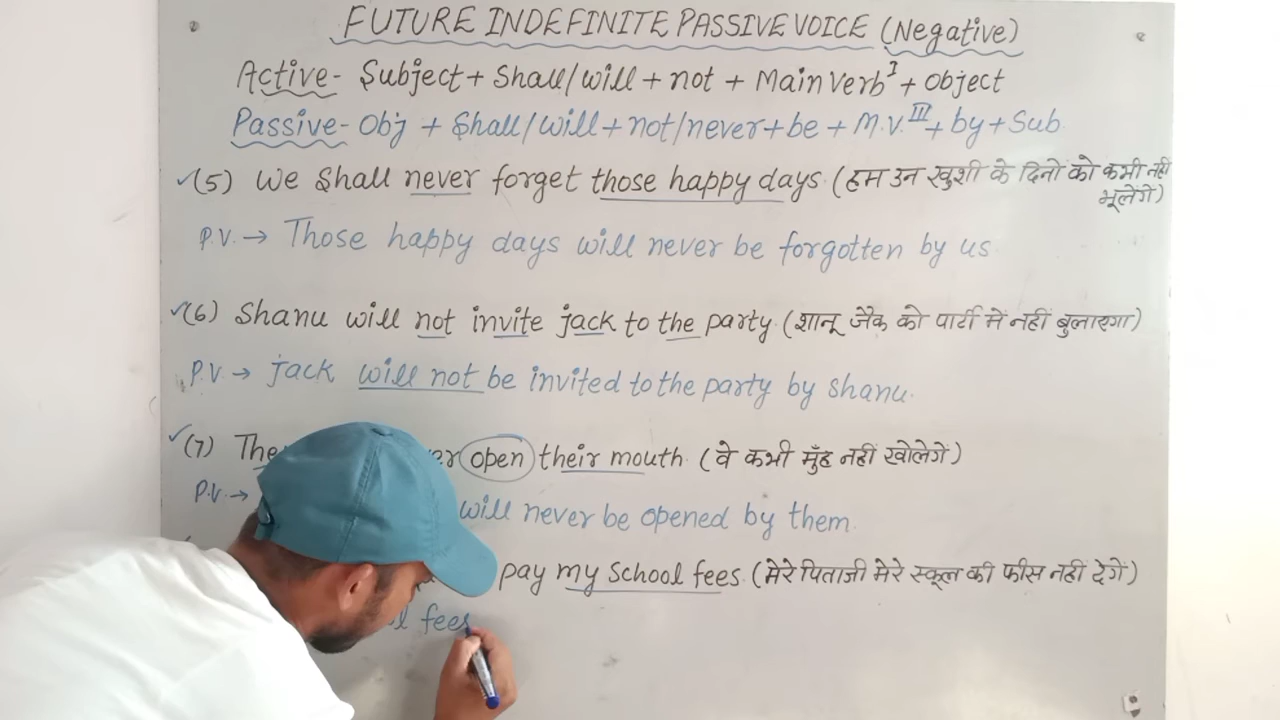 FUTURE INDEFINITE PASSIVE VOICE (Negative)
Active- Subject + Shall/will + not + Main Verb I + Object
Passive- Obj + Shall/will + not/never + be + M.V. III + by + Sub.
(5) We Shall never forget those happy days (हम उन खुशी के दिनों को कभी नहीं
भूलेंगे)
P.V. → Those happy days will never be forgotten by us
(6) Shanu will not invite jack to the party. (शानू जैक को पार्टी में नहीं बुलाएगा)
P.V → jack will not be invited to the party by shanu.
(7) open their mouth. (वे कभी मुँह नहीं खोलेगें)
P.V. → will never be opened by them.
pay my School fees. (मेरे पिताजी मेरे स्कूल की फीस नहीं देगें)
fees